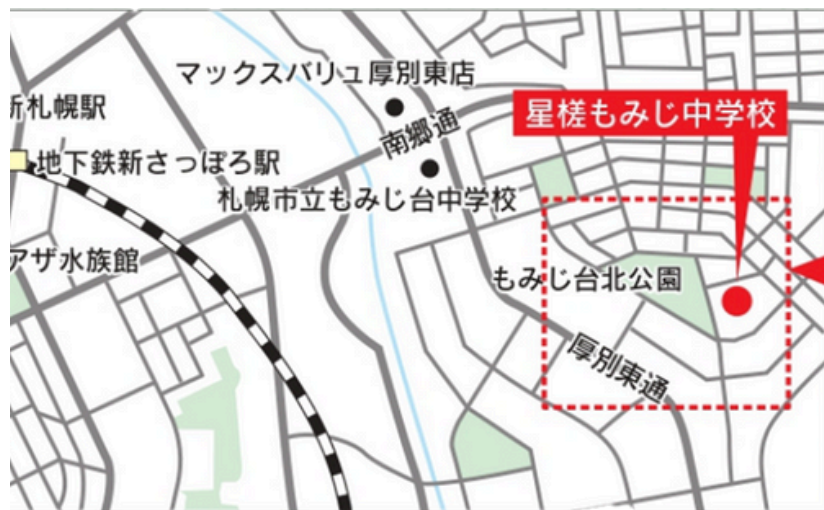 マックスバリュ厚別東店
新札幌駅
南郷通
星槎もみじ中学校
地下鉄新さっぽろ駅
札幌市立もみじ台中学校
アザ水族館
もみじ台北公園
厚別東通